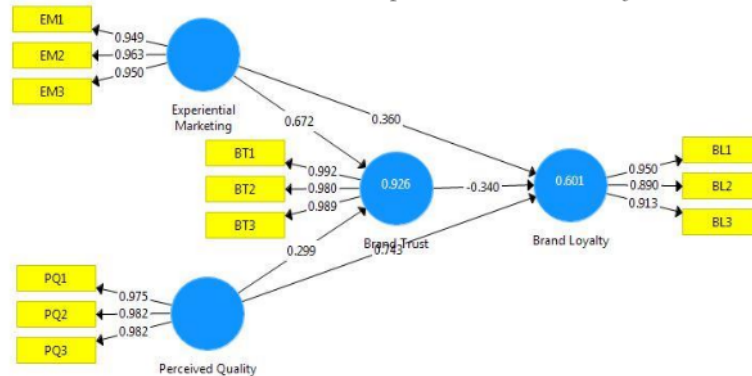 EM1
0.949
EM2
0.963
EM3
0.950
Experiential
Marketing
0.672
0.360
BT1
0.992
BT2
0.980
BT3
0.989
0.926
Brand Trust
-0.340
0.601
Brand Loyalty
0.950
BL1
0.890
BL2
0.913
BL3
0.299
0.743
PQ1
0.975
PQ2
0.982
PQ3
0.982
Perceived Quality